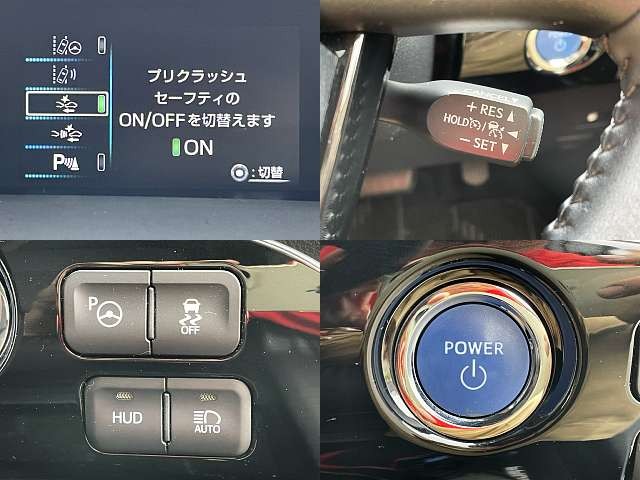 プリクラッシュ
セーフティの
ON/OFFを切替えます
ON
:切替
P
CANCEL
+ RES ▲
HOLD / ◀
− SET ▼
P
OFF
HUD
AUTO
POWER